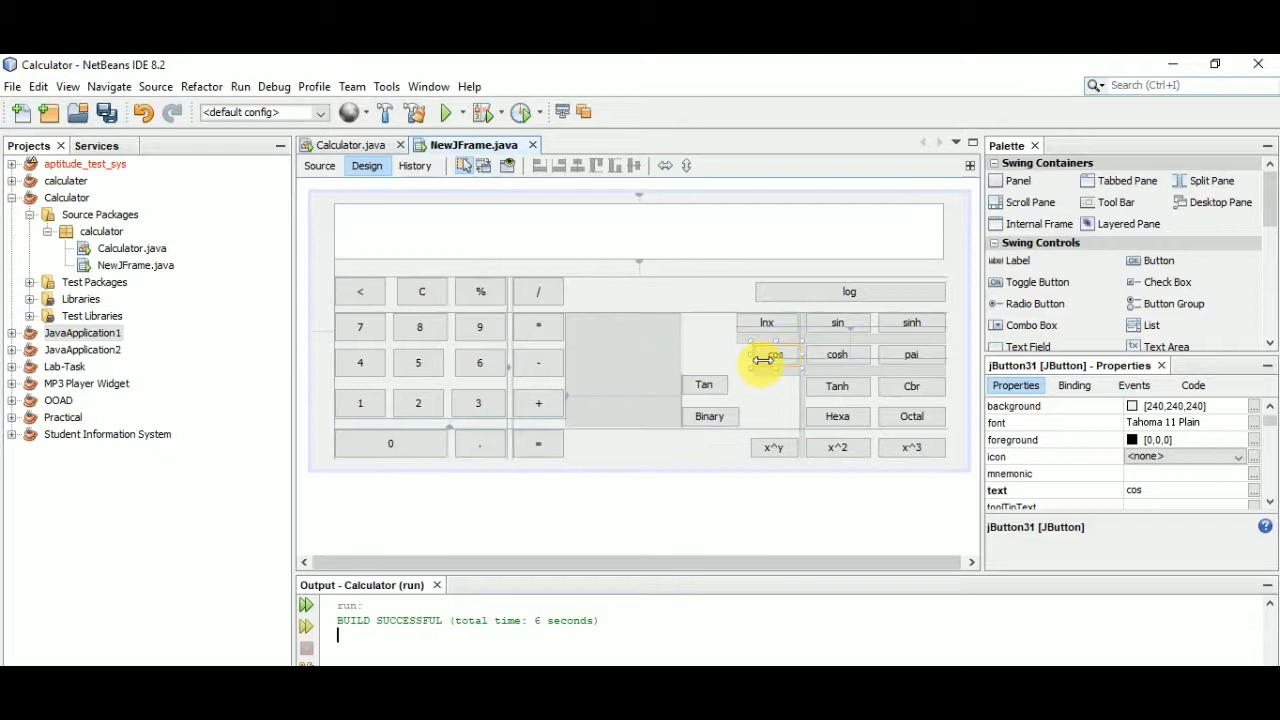 Calculator - NetBeans IDE 8.2
File Edit View Navigate Source Refactor Run Debug Profile Team Tools Window Help
Search (Ctrl+I)
<default config>
Projects Services
aptitude_test_sys
calculater
Calculator
Source Packages
calculator
Calculator.java
NewJFrame.java
Test Packages
Libraries
Test Libraries
JavaApplication1
JavaApplication2
Lab-Task
MP3 Player Widget
OOAD
Practical
Student Information System
Calculator.java NewJFrame.java
Source Design History
< C % / log
7 8 9 * lnx sin sinh
4 5 6 - cos cosh pai
Tan Tanh Cbr
1 2 3 + Binary Hexa Octal
0 . = x^y x^2 x^3
Palette
Swing Containers
Panel Tabbed Pane Split Pane
Scroll Pane Tool Bar Desktop Pane
Internal Frame Layered Pane
Swing Controls
Label Button
Toggle Button Check Box
Radio Button Button Group
Combo Box List
Text Field Text Area
jButton31 [JButton] - Properties
Properties Binding Events Code
background [240,240,240] ...
font Tahoma 11 Plain ...
foreground [0,0,0] ...
icon <none> ...
mnemonic ...
text cos ...
toolTipText ...
jButton31 [JButton]
Output - Calculator (run)
run:
BUILD SUCCESSFUL (total time: 6 seconds)